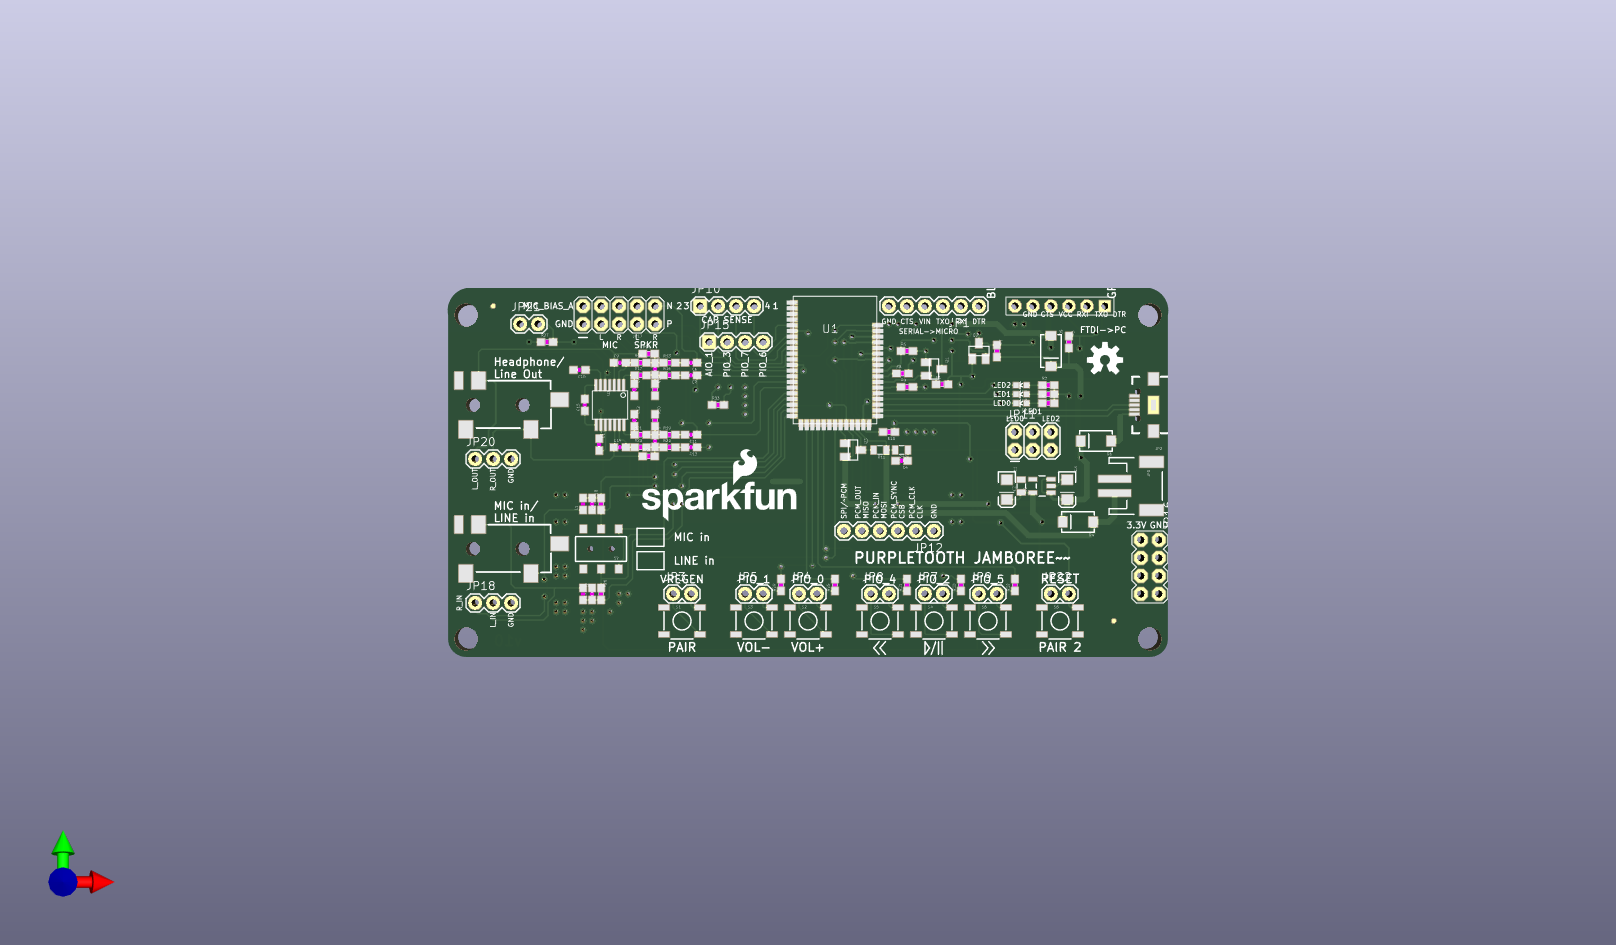 JP10
MIC_BIAS_A
N 23
41
JP21
CAP SENSE
GND
P
JP15
GND CTS VIN TXO RXI DTR
SERIAL->MICRO
GND CTS VCC RXI TXO DTR
FTDI->PC
U1
L R L R
MIC SPKR
AIO_1
PIO_3
PIO_7
PIO_6
Headphone/
Line Out
LED2
LED1
LED0
JP11
LED0
LED1
LED2
JP20
L_OUT
R_OUT
GND
sparkfun
SPI/-PCM
PCM_OUT
MISO
PCM_IN
MOSI
PCM_SYNC
CSB
PCM_CLK
CLK
GND
MIC in/
LINE in
MIC in
LINE in
3.3V GND
JP12
PURPLETOOTH JAMBOREE~~
JP18
R_IN
L_IN
GND
VREGEN
PIO_1
PIO_0
PIO_4
PIO_2
PIO_5
RESET
PAIR
VOL-
VOL+
PAIR 2